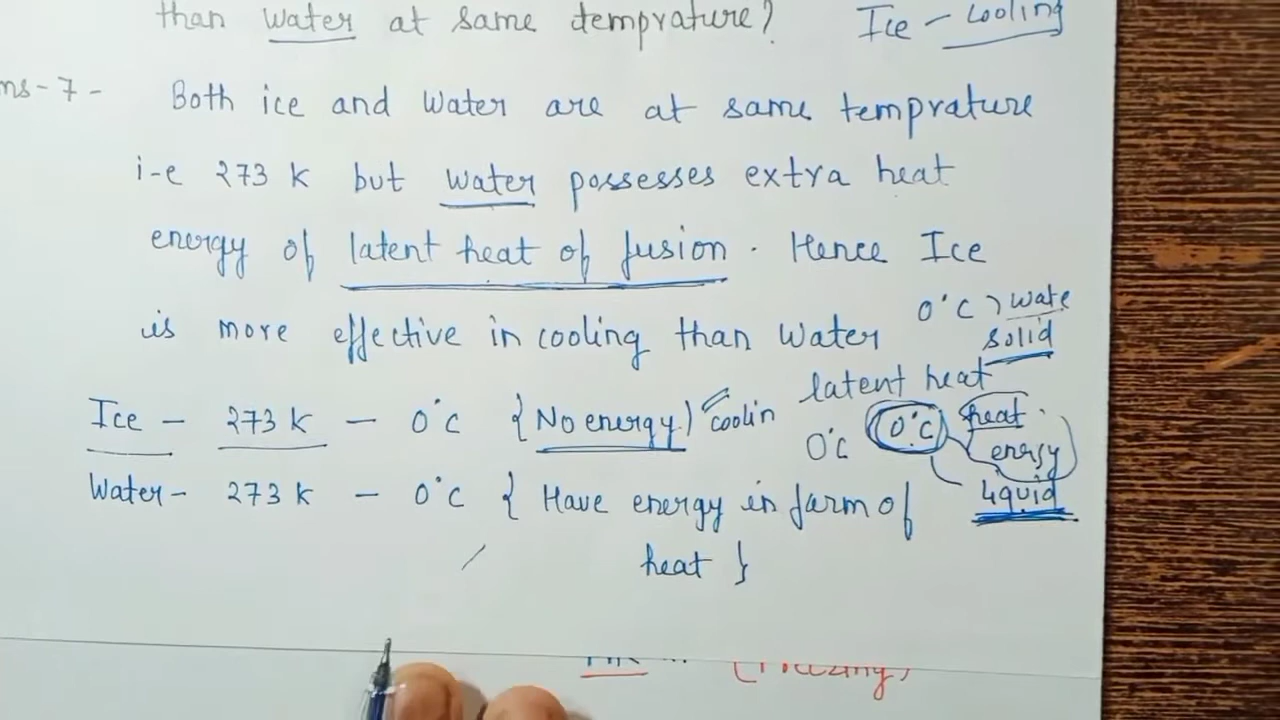 than water at same temprature? Ice - cooling
ns-7- Both ice and water are at same temprature
i-e 273 k but water possesses extra heat
energy of latent heat of fusion. Hence Ice
is more effective in cooling than water
0°C ) wate
solid
latent heat
Ice - 273 k - 0°C { No energy.} coolin
0°C 0°C heat.
energy
liquid
Water- 273 k - 0°C { Have energy in farm of
heat }